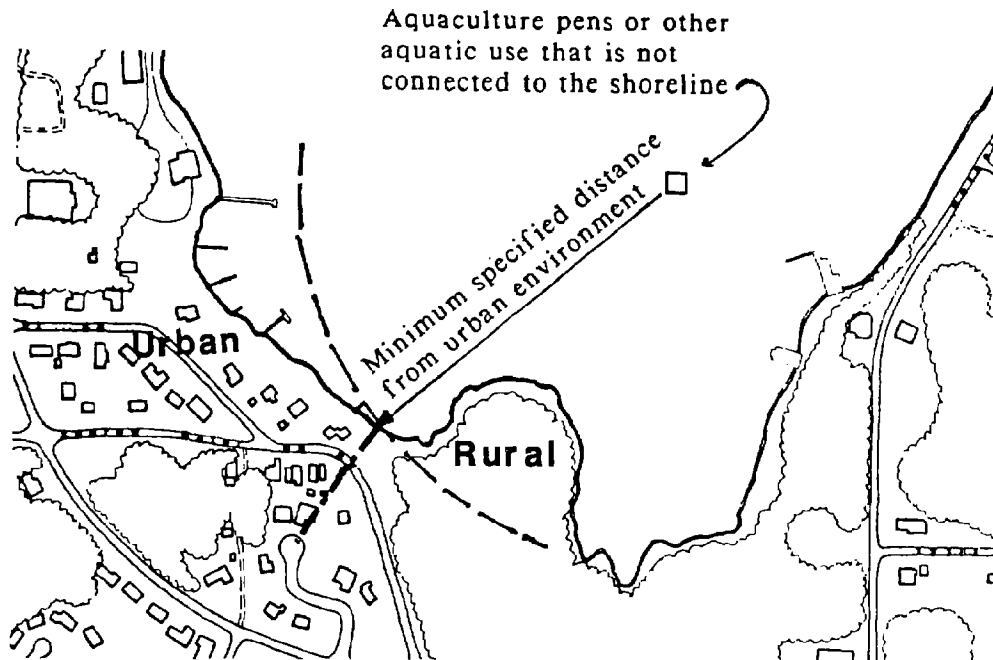 Aquaculture pens or other
aquatic use that is not
connected to the shoreline
Minimum specified distance
from urban environment
Urban
Rural